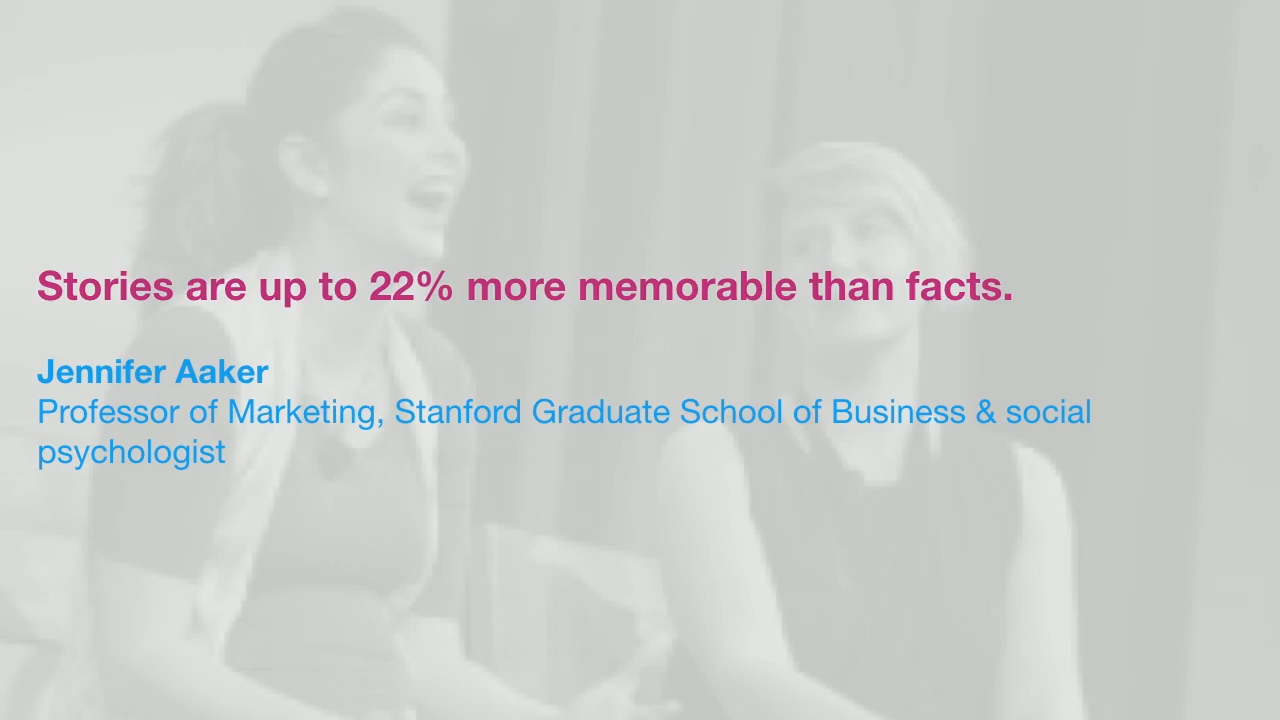 Stories are up to 22% more memorable than facts.
Jennifer Aaker
Professor of Marketing, Stanford Graduate School of Business & social
psychologist